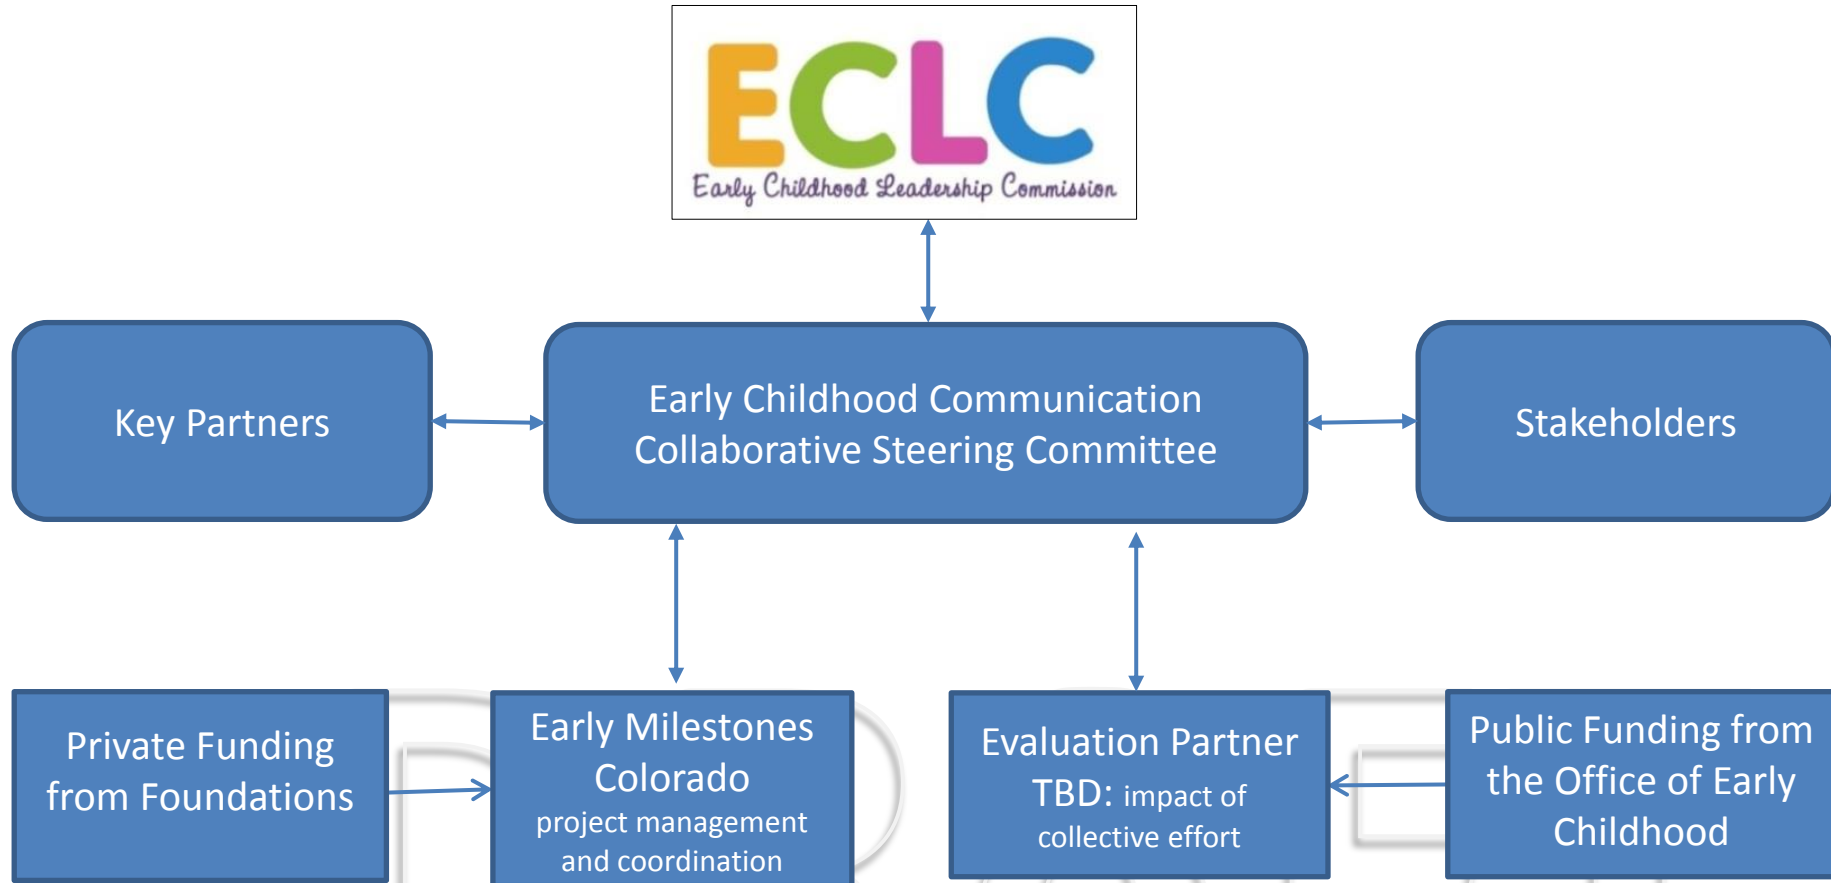 ECLC
Early Childhood Leadership Commission
Key Partners
Early Childhood Communication
Collaborative Steering Committee
Stakeholders
Private Funding
from Foundations
Early Milestones
Colorado
project management
and coordination
Evaluation Partner
TBD: impact of
collective effort
Public Funding from
the Office of Early
Childhood